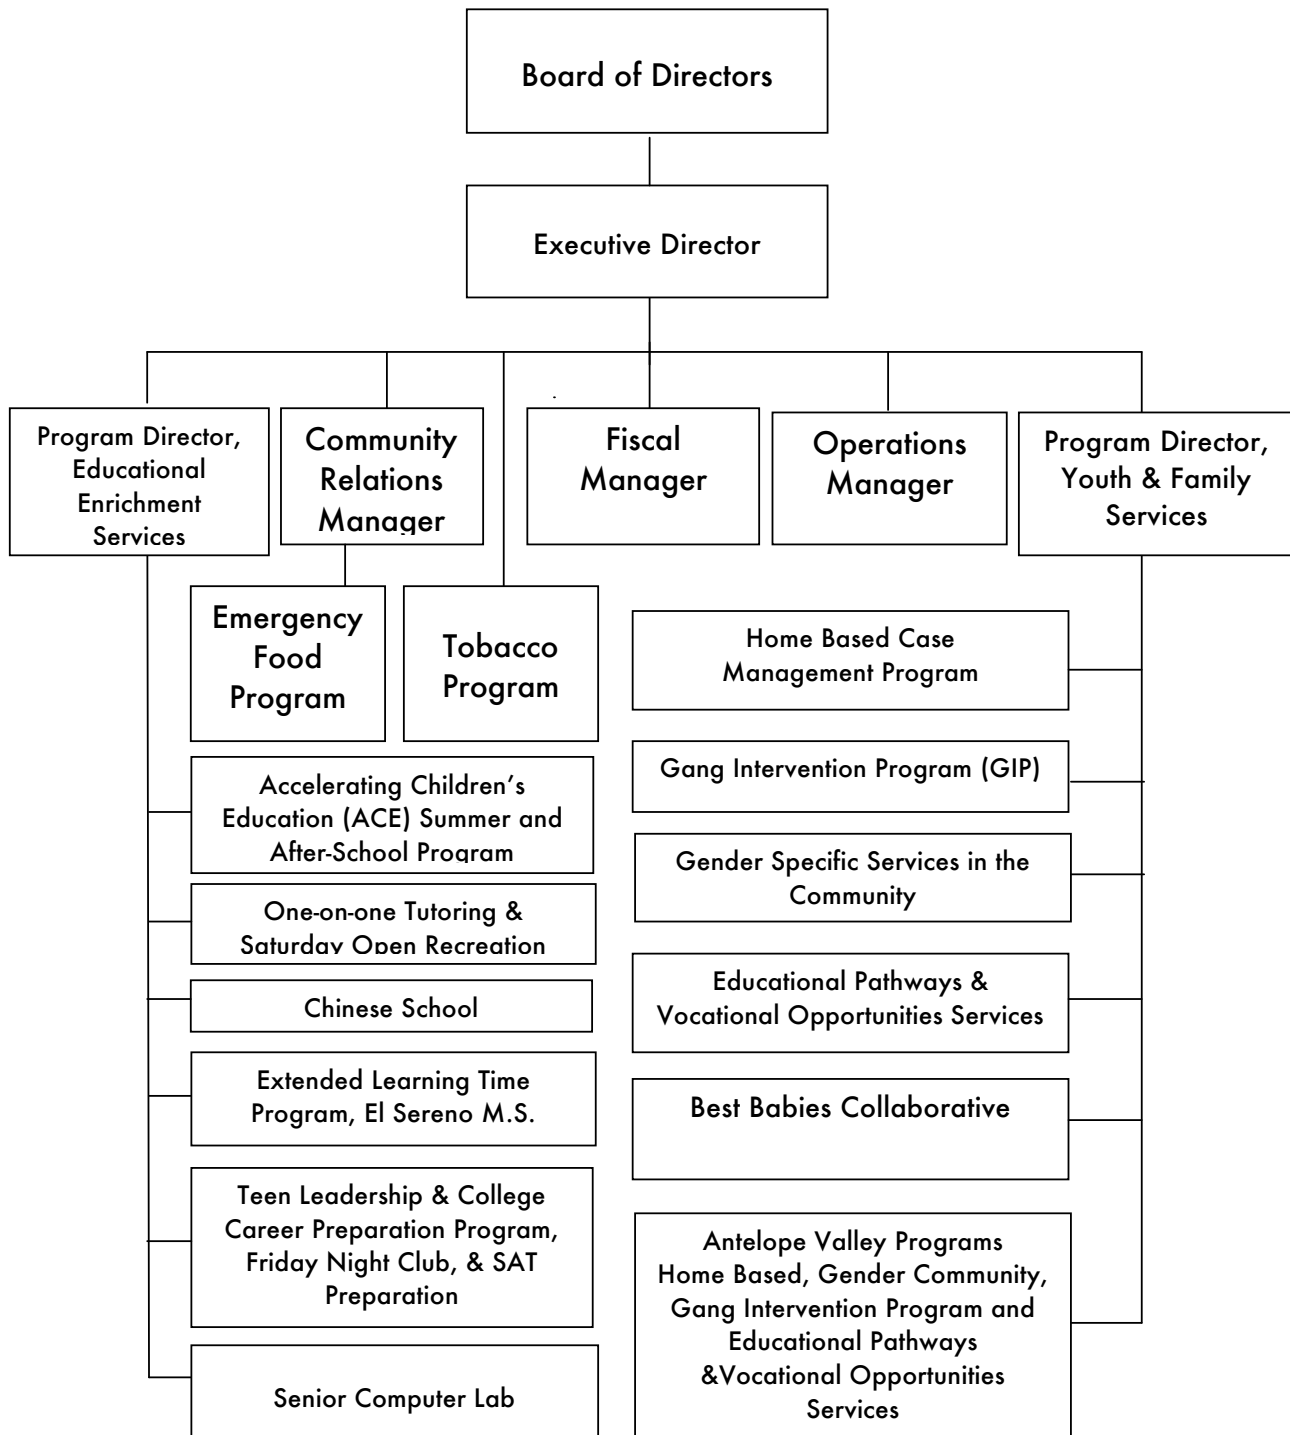 Board of Directors
Executive Director
Program Director,
Educational
Enrichment
Services
Community
Relations
Manager
Fiscal
Manager
Operations
Manager
Program Director,
Youth & Family
Services
Emergency
Food
Program
Tobacco
Program
Accelerating Children’s
Education (ACE) Summer and
After-School Program
One-on-one Tutoring &
Saturday Open Recreation
Chinese School
Extended Learning Time
Program, El Sereno M.S.
Teen Leadership & College
Career Preparation Program,
Friday Night Club, & SAT
Preparation
Senior Computer Lab
Home Based Case
Management Program
Gang Intervention Program (GIP)
Gender Specific Services in the
Community
Educational Pathways &
Vocational Opportunities Services
Best Babies Collaborative
Antelope Valley Programs
Home Based, Gender Community,
Gang Intervention Program and
Educational Pathways
&Vocational Opportunities
Services